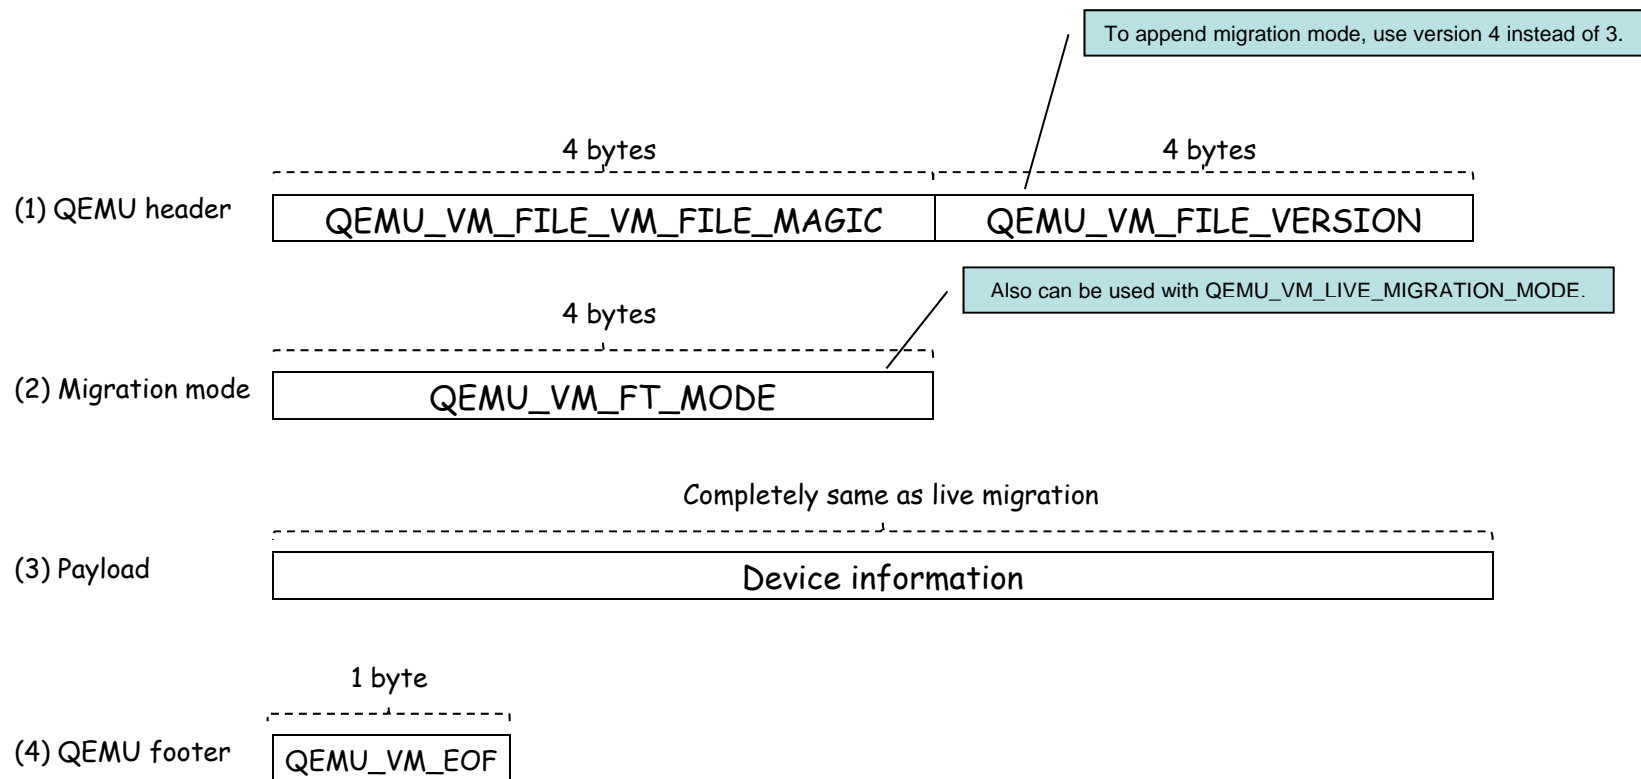 To append migration mode, use version 4 instead of 3.
4 bytes 4 bytes
(1) QEMU header QEMU_VM_FILE_VM_FILE_MAGIC QEMU_VM_FILE_VERSION
Also can be used with QEMU_VM_LIVE_MIGRATION_MODE.
4 bytes
(2) Migration mode QEMU_VM_FT_MODE
Completely same as live migration
(3) Payload Device information
1 byte
(4) QEMU footer QEMU_VM_EOF